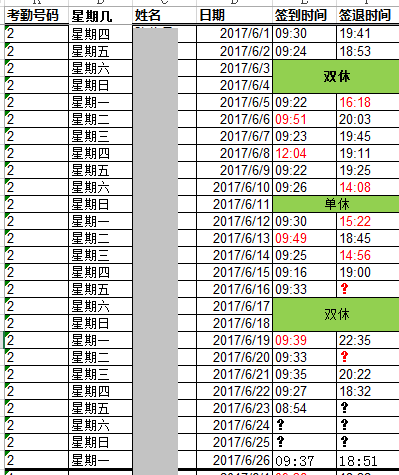 考勤号码 星期几 姓名 日期 签到时间 签退时间
2 星期四 2017/6/1 09:30 19:41
2 星期五 2017/6/2 09:24 18:53
2 星期六 2017/6/3 双休
2 星期日 2017/6/4
2 星期一 2017/6/5 09:22 16:18
2 星期二 2017/6/6 09:51 20:03
2 星期三 2017/6/7 09:23 19:45
2 星期四 2017/6/8 12:04 19:11
2 星期五 2017/6/9 09:22 19:25
2 星期六 2017/6/10 09:26 14:08
2 星期日 2017/6/11 单休
2 星期一 2017/6/12 09:30 15:22
2 星期二 2017/6/13 09:49 18:45
2 星期三 2017/6/14 09:25 14:56
2 星期四 2017/6/15 09:16 19:00
2 星期五 2017/6/16 09:33 ?
2 星期六 2017/6/17 双休
2 星期日 2017/6/18
2 星期一 2017/6/19 09:39 22:35
2 星期二 2017/6/20 09:33 ?
2 星期三 2017/6/21 09:35 20:22
2 星期四 2017/6/22 09:27 18:32
2 星期五 2017/6/23 08:54 ?
2 星期六 2017/6/24 ? ?
2 星期日 2017/6/25 ? ?
2 星期一 2017/6/26 09:37 18:51